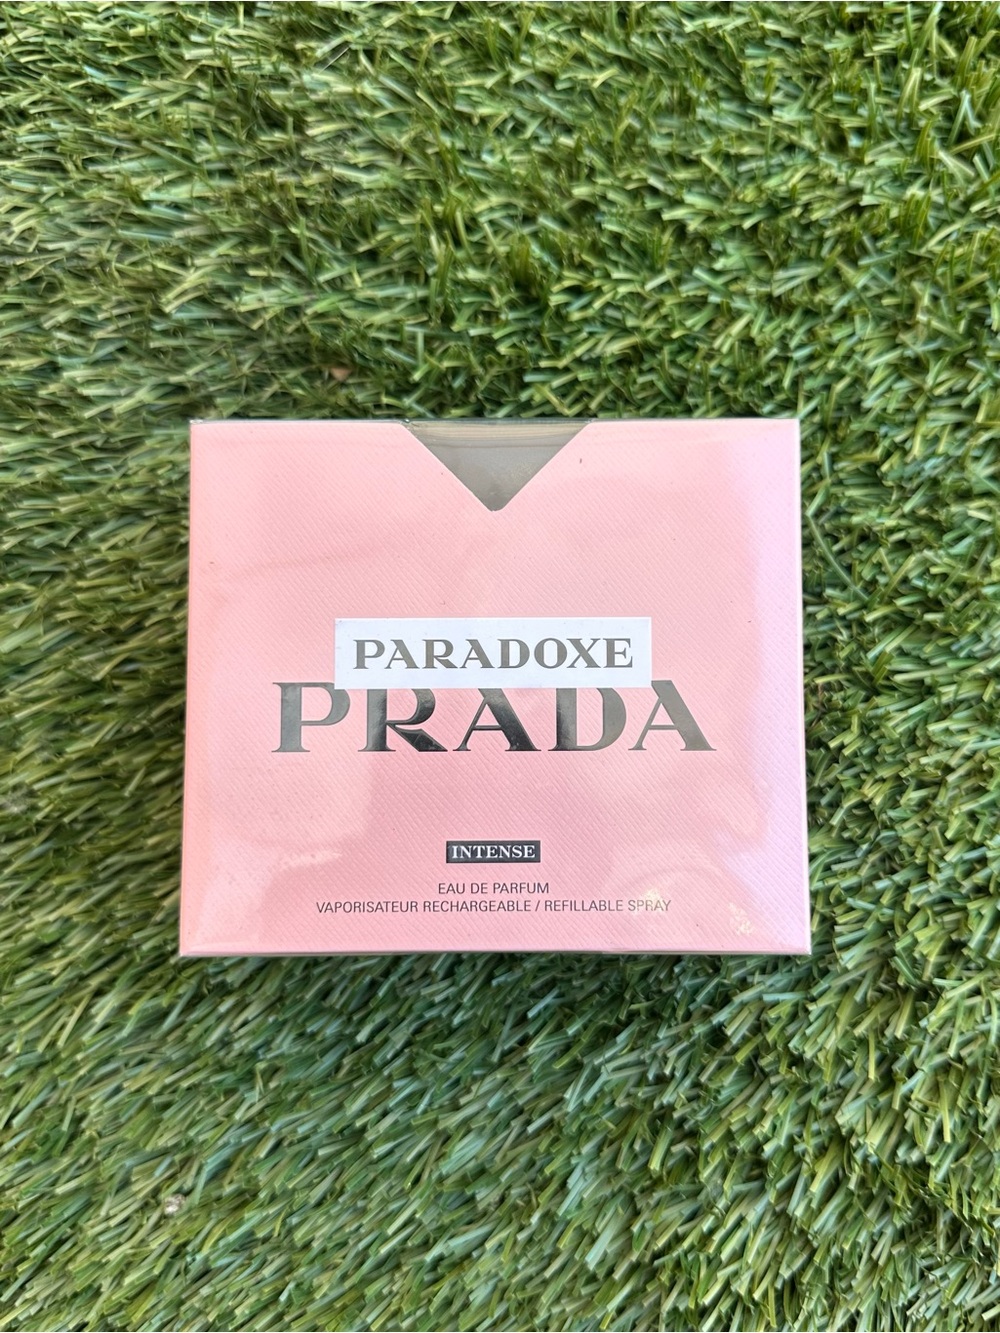 PARADOXE
PRADA
INTENSE
EAU DE PARFUM
VAPORISATEUR RECHARGEABLE / REFILLABLE SPRAY